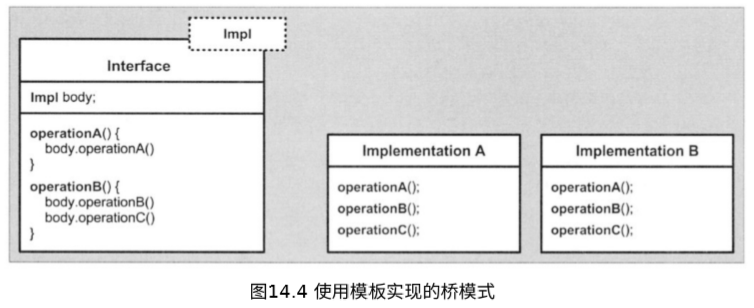 Impl
Interface
Impl body;
operationA() {
body.operationA()
}
operationB() {
body.operationB()
body.operationC()
}
Implementation A
operationA();
operationB();
operationC();
Implementation B
operationA();
operationB();
operationC();
图14.4 使用模板实现的桥模式